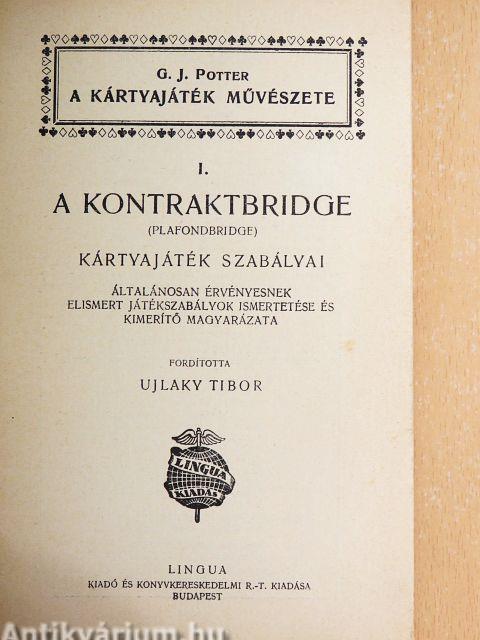 G. J. POTTER
A KÁRTYAJÁTÉK MŰVÉSZETE
I.
A KONTRAKTBRIDGE
(PLAFONDBRIDGE)
KÁRTYAJÁTÉK SZABÁLYAI
ÁLTALÁNOSAN ÉRVÉNYESNEK
ELISMERT JÁTÉKSZABÁLYOK ISMERTETÉSE ÉS
KIMERÍTŐ MAGYARÁZATA
FORDÍTOTTA
UJLAKY TIBOR
LINGUA
KIADÁS
LINGUA
KIADÓ ÉS KONYVKERESKEDELMI R.-T. KIADÁSA
BUDAPEST
Antikvárium.hu